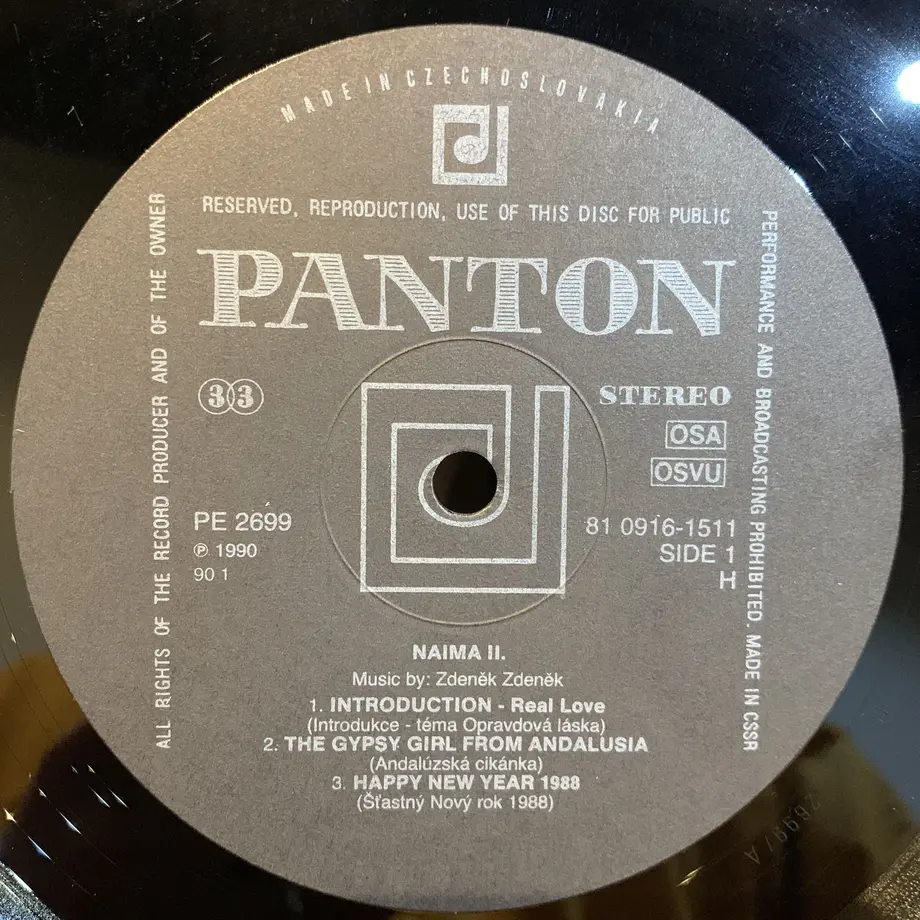 MADE IN CZECHOSLOVAKIA
ALL RIGHTS OF THE RECORD PRODUCER AND OF THE OWNER
RESERVED, REPRODUCTION, USE OF THIS DISC FOR PUBLIC
PERFORMANCE AND BROADCASTING PROHIBITED. MADE IN ČSSR
PANTON
33
STEREO
OSA
OSVU
PE 2699
℗ 1990
90 1
81 0916-1511
SIDE 1
H
NAIMA II.
Music by: Zdeněk Zdeněk
1. INTRODUCTION - Real Love
(Introdukce - téma Opravdová láska)
2. THE GYPSY GIRL FROM ANDALUSIA
(Andalúzská cikánka)
3. HAPPY NEW YEAR 1988
(Šťastný Nový rok 1988)
2699/A